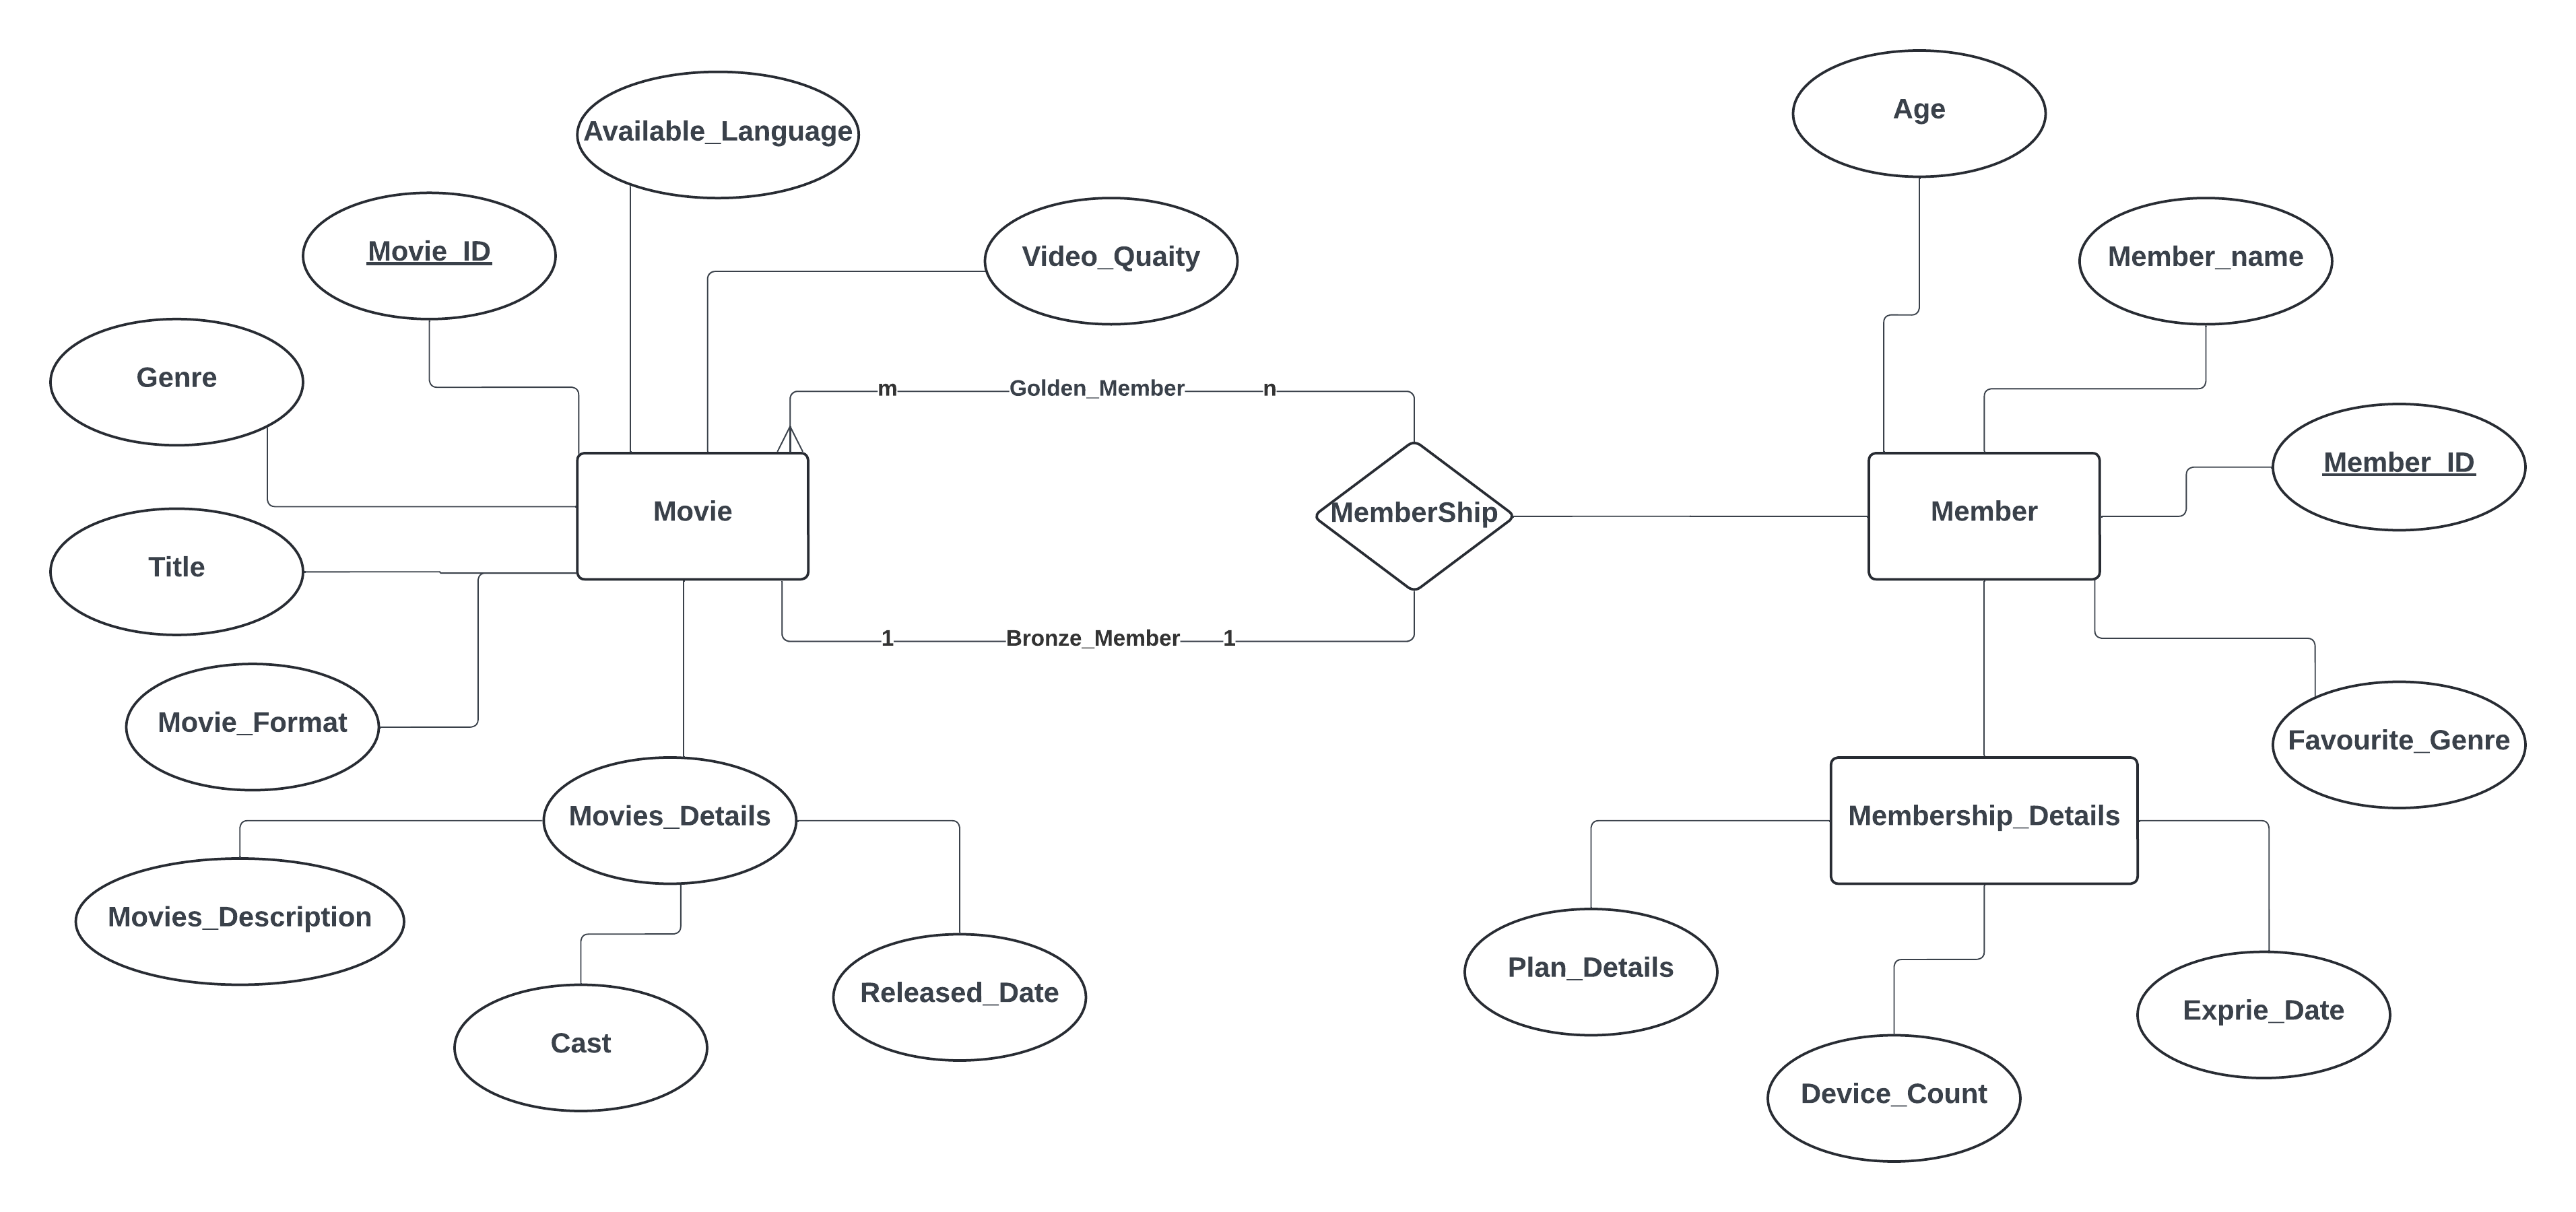 Age
Available_Language
Movie_ID
Video_Quaity
Member_name
Genre
m
Golden_Member
n
Member_ID
Movie
MemberShip
Member
Title
1
Bronze_Member
1
Movie_Format
Favourite_Genre
Movies_Details
Membership_Details
Movies_Description
Plan_Details
Released_Date
Exprie_Date
Cast
Device_Count